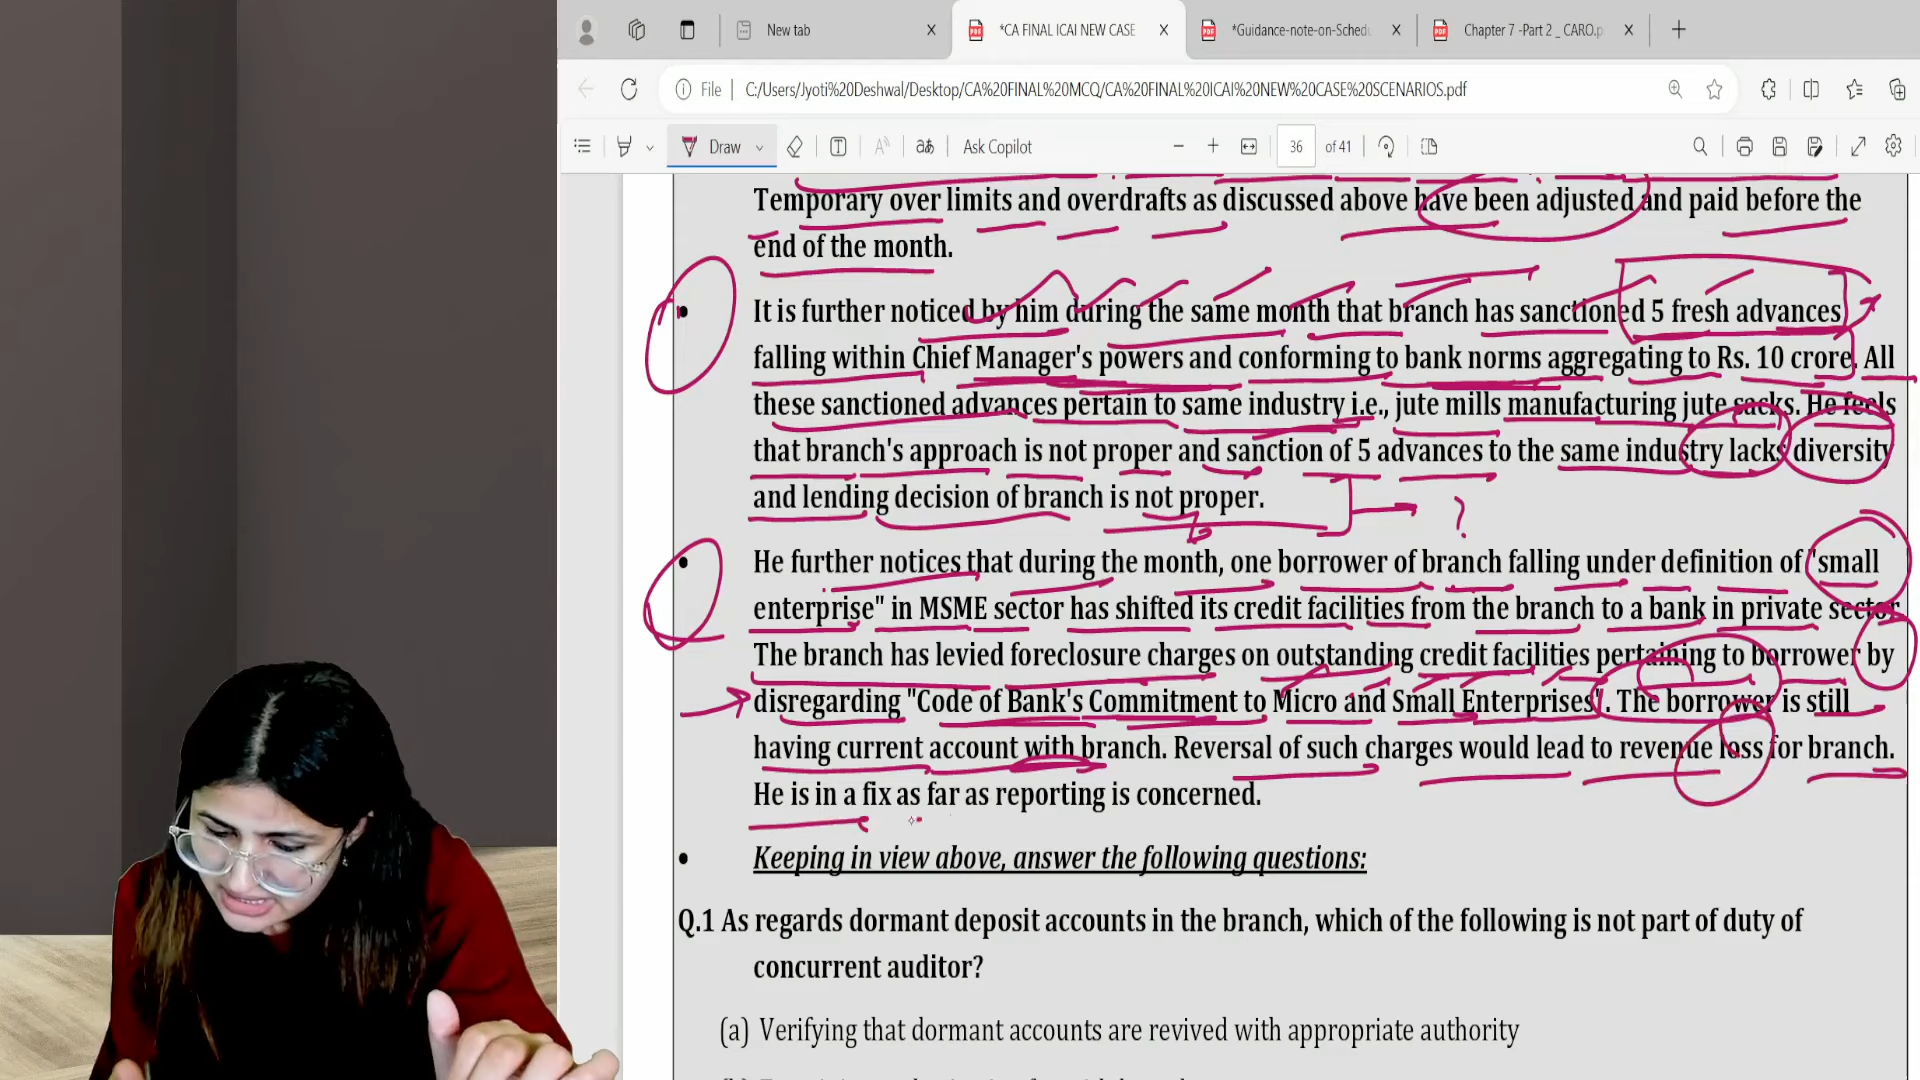 New tab
*CA FINAL ICAI NEW CASE
*Guidance-note-on-Schedu
Chapter 7 -Part 2 _ CARO.p
File
C:/Users/Jyoti%20Deshwal/Desktop/CA%20FINAL%20MCQ/CA%20FINAL%20ICAI%20NEW%20CASE%20SCENARIOS.pdf
Draw
Ask Copilot
36 of 41
Temporary over limits and overdrafts as discussed above have been adjusted and paid before the
end of the month.
• It is further noticed by him during the same month that branch has sanctioned 5 fresh advances
falling within Chief Manager's powers and conforming to bank norms aggregating to Rs. 10 crore. All
these sanctioned advances pertain to same industry i.e., jute mills manufacturing jute sacks. He feels
that branch's approach is not proper and sanction of 5 advances to the same industry lacks diversity
and lending decision of branch is not proper.
?
• He further notices that during the month, one borrower of branch falling under definition of "small
enterprise" in MSME sector has shifted its credit facilities from the branch to a bank in private sector.
The branch has levied foreclosure charges on outstanding credit facilities pertaining to borrower by
disregarding "Code of Bank's Commitment to Micro and Small Enterprises". The borrower is still
having current account with branch. Reversal of such charges would lead to revenue loss for branch.
He is in a fix as far as reporting is concerned.
• Keeping in view above, answer the following questions:
Q.1 As regards dormant deposit accounts in the branch, which of the following is not part of duty of
concurrent auditor?
(a) Verifying that dormant accounts are revived with appropriate authority